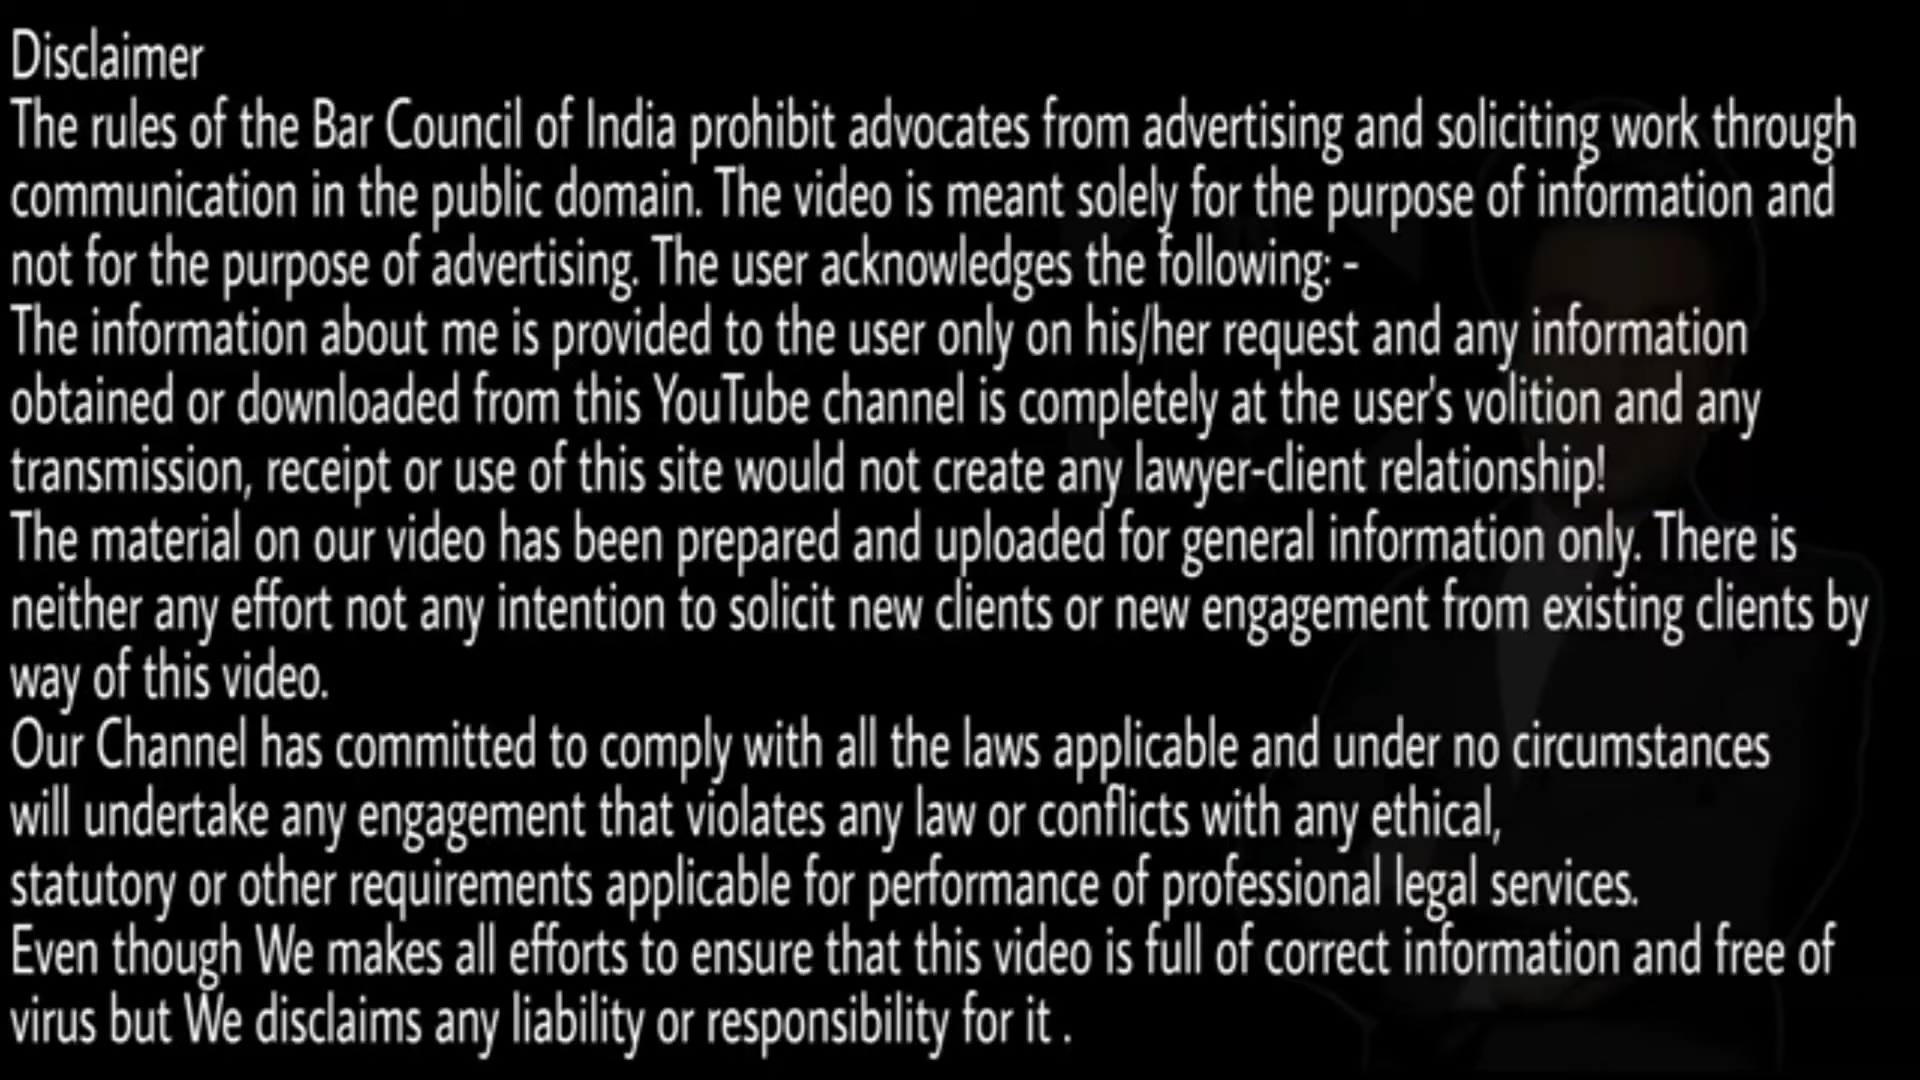 Disclaimer
The rules of the Bar Council of India prohibit advocates from advertising and soliciting work through
communication in the public domain. The video is meant solely for the purpose of information and
not for the purpose of advertising. The user acknowledges the following: -
The information about me is provided to the user only on his/her request and any information
obtained or downloaded from this YouTube channel is completely at the user's volition and any
transmission, receipt or use of this site would not create any lawyer-client relationship!
The material on our video has been prepared and uploaded for general information only. There is
neither any effort not any intention to solicit new clients or new engagement from existing clients by
way of this video.
Our Channel has committed to comply with all the laws applicable and under no circumstances
will undertake any engagement that violates any law or conflicts with any ethical,
statutory or other requirements applicable for performance of professional legal services.
Even though We makes all efforts to ensure that this video is full of correct information and free of
virus but We disclaims any liability or responsibility for it .